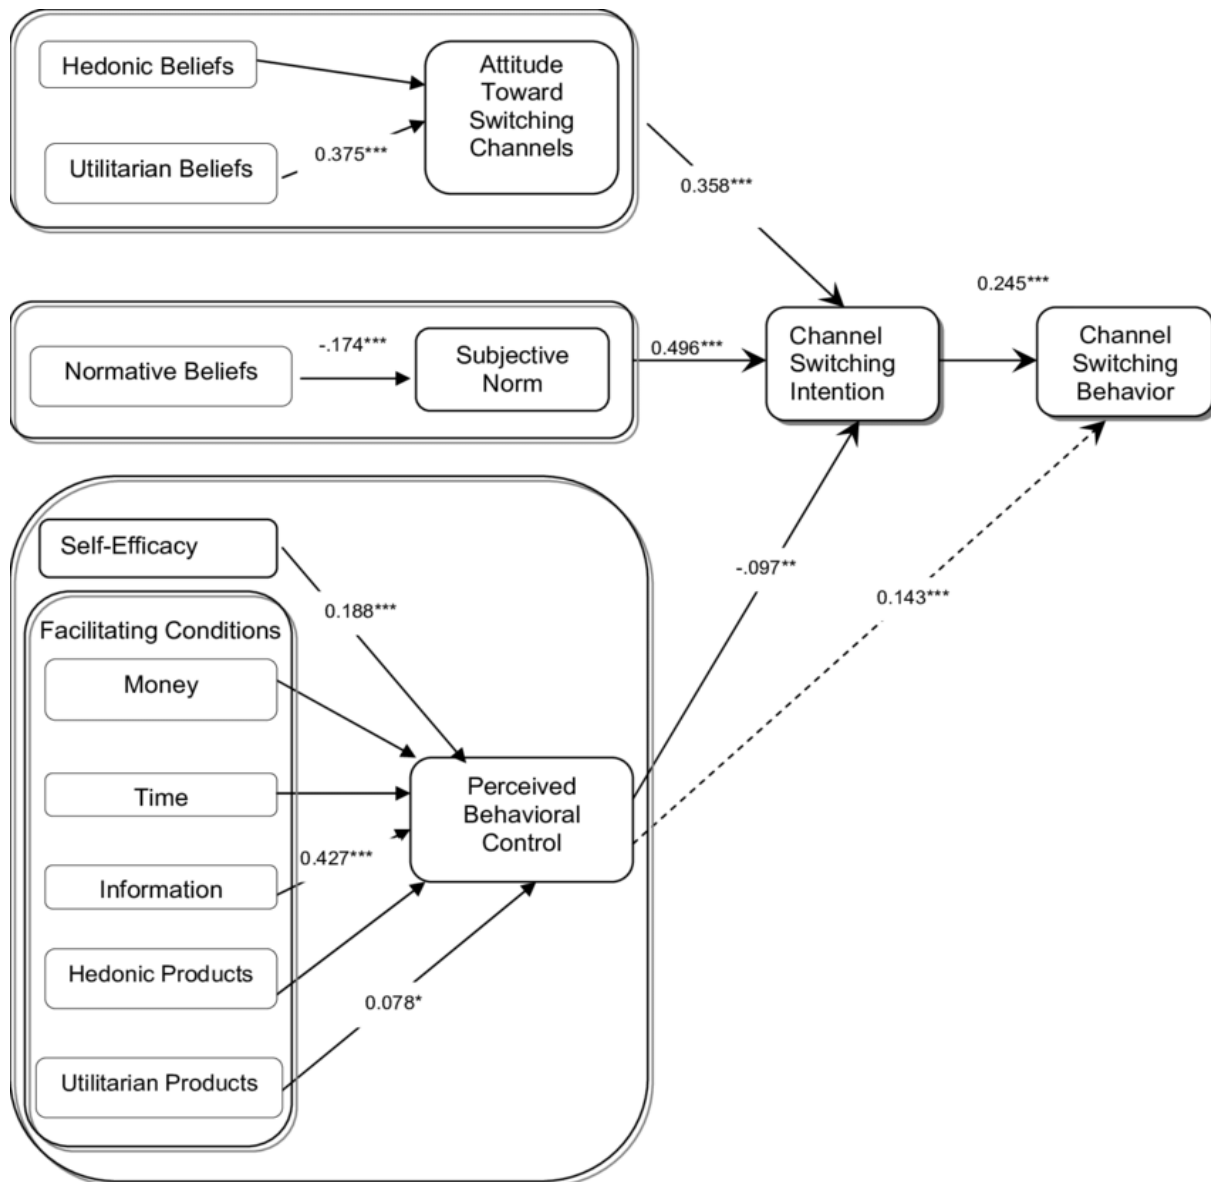 Hedonic Beliefs
Attitude
Toward
Switching
Channels
0.375***
Utilitarian Beliefs
0.358***
0.245***
Normative Beliefs
-.174***
Subjective
Norm
0.496***
Channel
Switching
Intention
Channel
Switching
Behavior
Self-Efficacy
0.188***
-.097**
0.143***
Facilitating Conditions
Money
Time
Perceived
Behavioral
Control
0.427***
Information
Hedonic Products
0.078*
Utilitarian Products